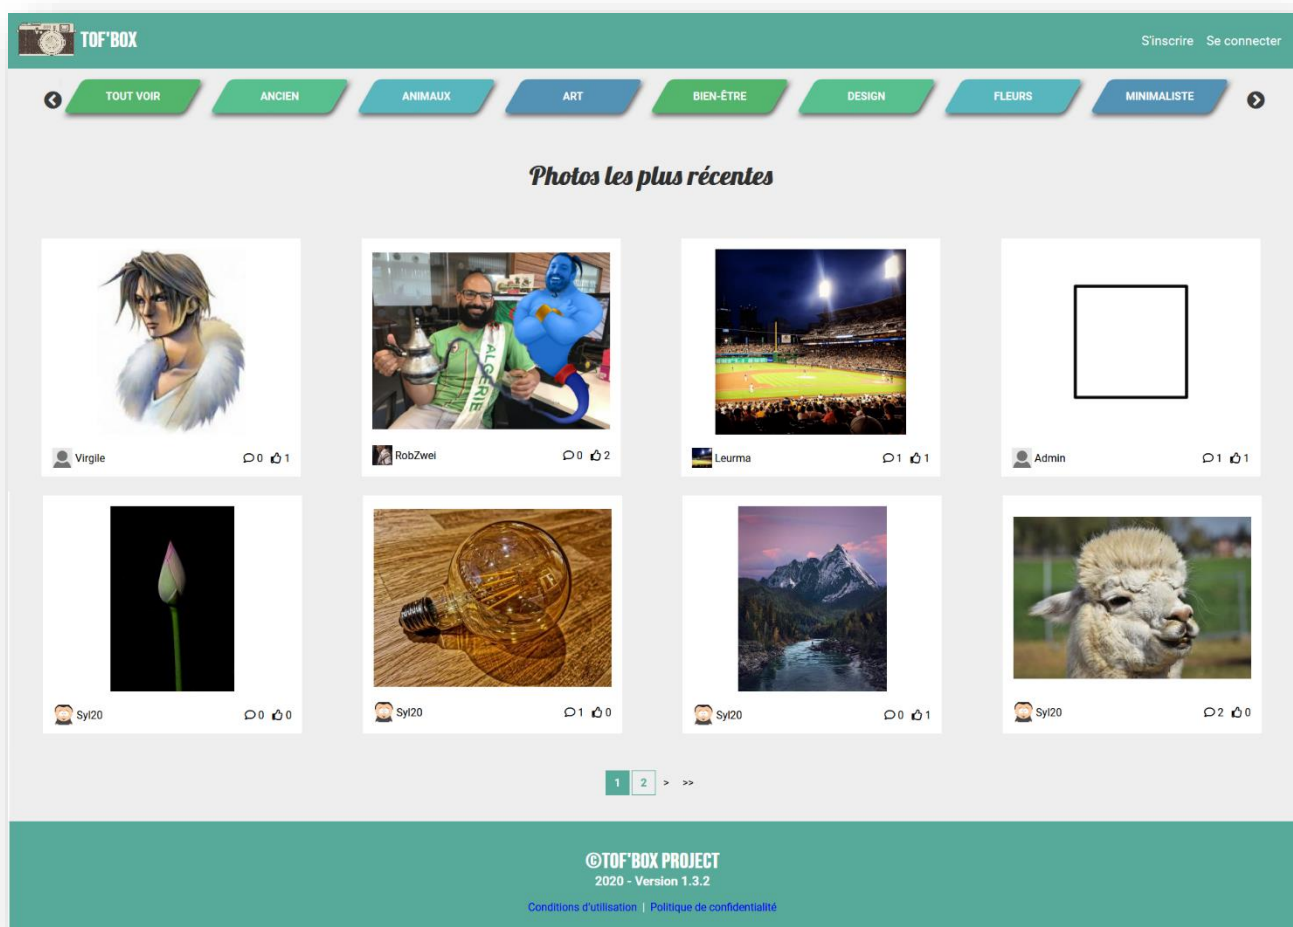 TOF'BOX
S'inscrire Se connecter
TOUT VOIR ANCIEN ANIMAUX ART BIEN-ÊTRE DESIGN FLEURS MINIMALISTE
Photos les plus récentes
ALGERIE
Virgile 0 1 RobZwei 0 2 Leurma 1 1 Admin 1 1
Syl20 0 0 Syl20 1 0 Syl20 0 1 Syl20 2 0
1 2 > >>
©TOF'BOX PROJECT
2020 - Version 1.3.2
Conditions d'utilisation | Politique de confidentialité